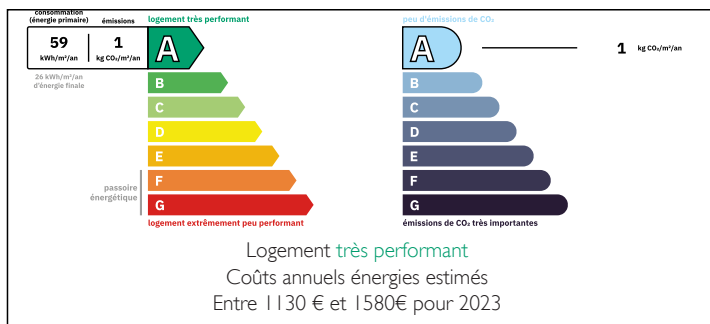 consommation
(énergie primaire)
émissions
logement très performant
59
kWh/m²/an
1
kg CO₂/m²/an
26 kWh/m²/an
d'énergie finale
A
B
C
D
E
F
G
passoire
énergétique
logement extrêmement peu performant
peu d'émissions de CO₂
A
1 kg CO₂/m²/an
B
C
D
E
F
G
émissions de CO₂ très importantes
Logement très performant
Coûts annuels énergies estimés
Entre 1130 € et 1580€ pour 2023